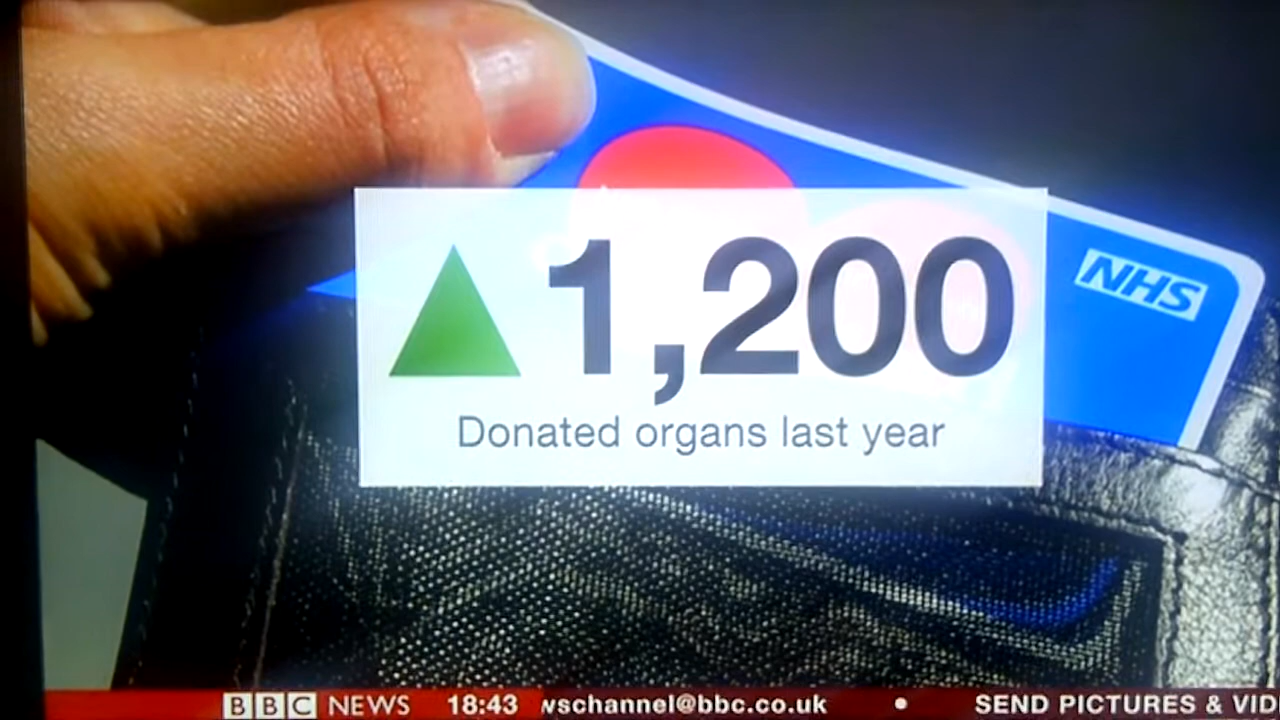 NHS
1,200
Donated organs last year
BBC NEWS 18:43 wschannel@bbc.co.uk • SEND PICTURES & VID